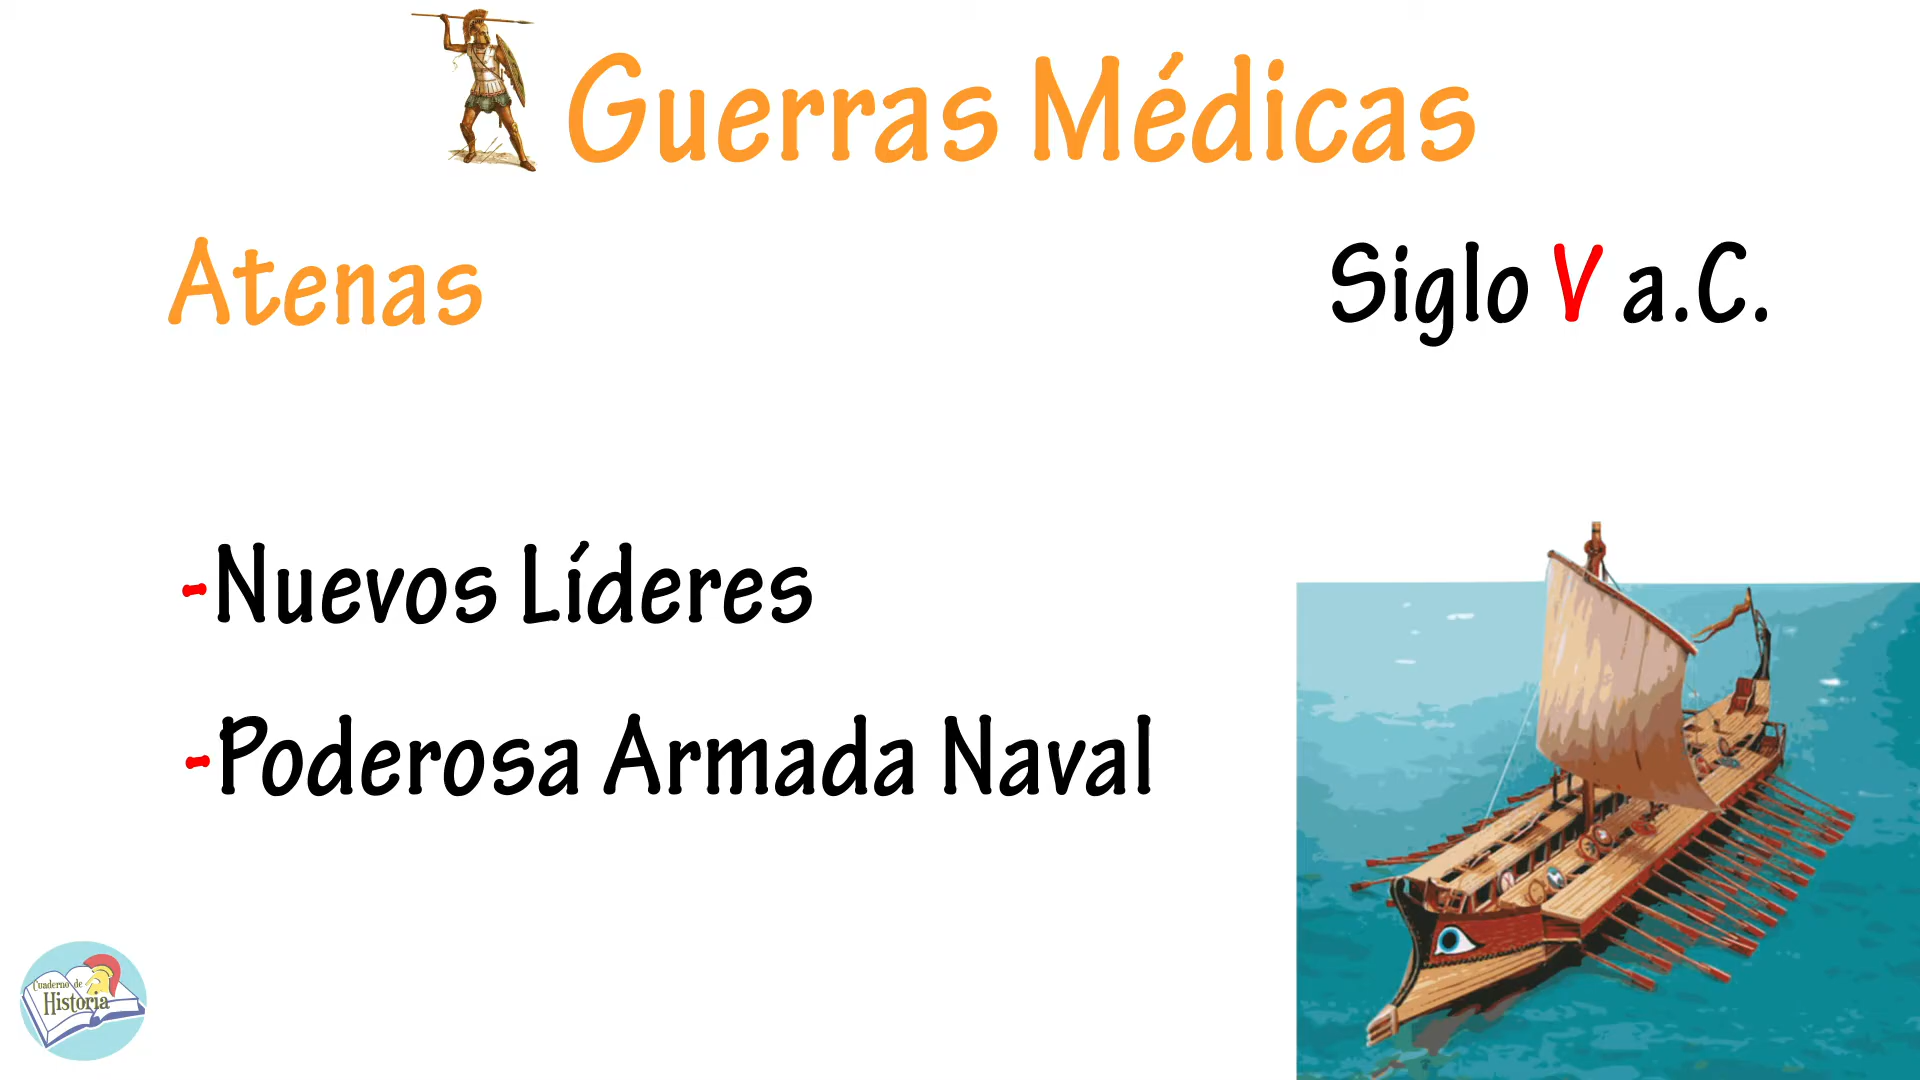 Guerras Médicas
Atenas
Siglo V a.C.
-Nuevos Líderes
-Poderosa Armada Naval
Cuaderno de
Historia